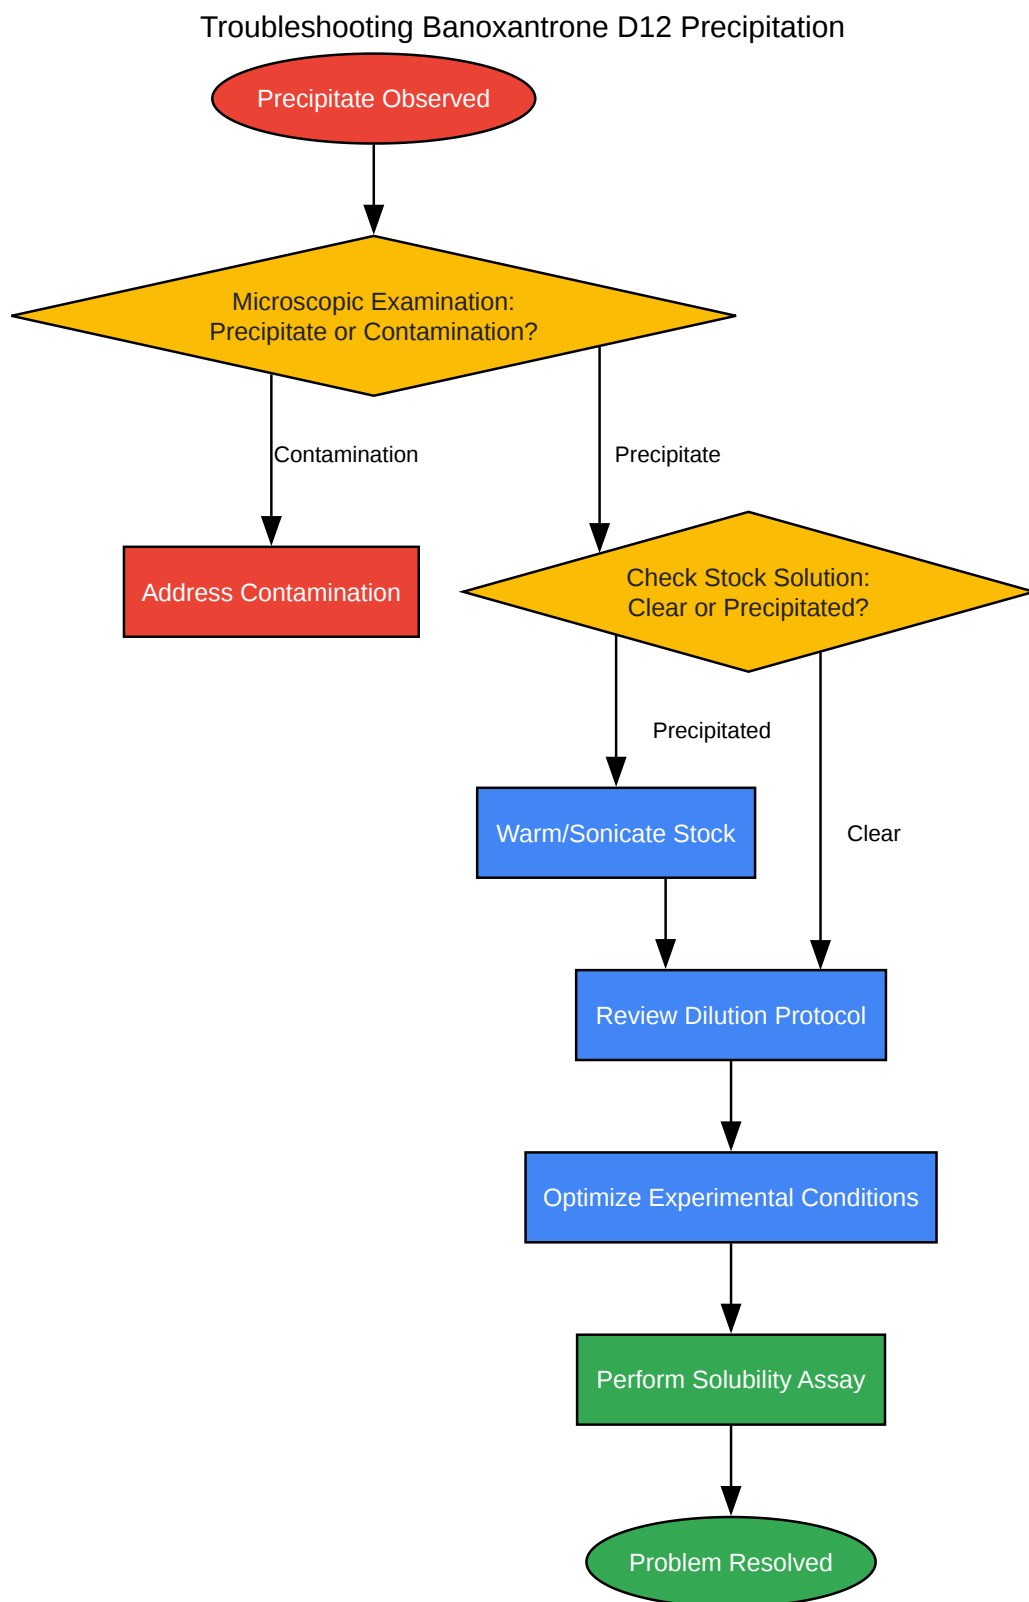 Troubleshooting Banoxantrone D12 Precipitation
Precipitate Observed
Microscopic Examination:
Precipitate or Contamination?
Contamination
Precipitate
Address Contamination
Check Stock Solution:
Clear or Precipitated?
Precipitated
Warm/Sonicate Stock
Clear
Review Dilution Protocol
Optimize Experimental Conditions
Perform Solubility Assay
Problem Resolved